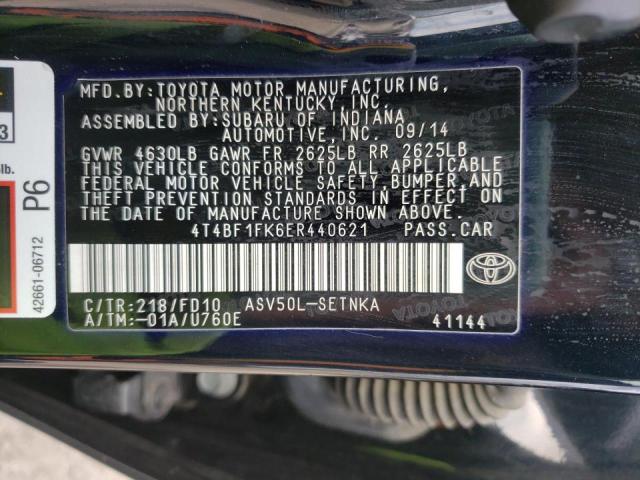 MFD.BY:TOYOTA MOTOR MANUFACTURING,
NORTHERN KENTUCKY,INC.
ASSEMBLED BY:SUBARU OF INDIANA
AUTOMOTIVE,INC. 09/14
GVWR 4630LB GAWR FR 2625LB RR 2625LB
THIS VEHICLE CONFORMS TO ALL APPLICABLE
FEDERAL MOTOR VEHICLE SAFETY,BUMPER,AND
THEFT PREVENTION STANDARDS IN EFFECT ON
THE DATE OF MANUFACTURE SHOWN ABOVE.
4T4BF1FK6ER440621 PASS.CAR
C/TR:218/FD10 ASV50L-SETNKA
A/TM:-01A/U760E 41144
TOYOTA
3
lb.
P6
42661-06712